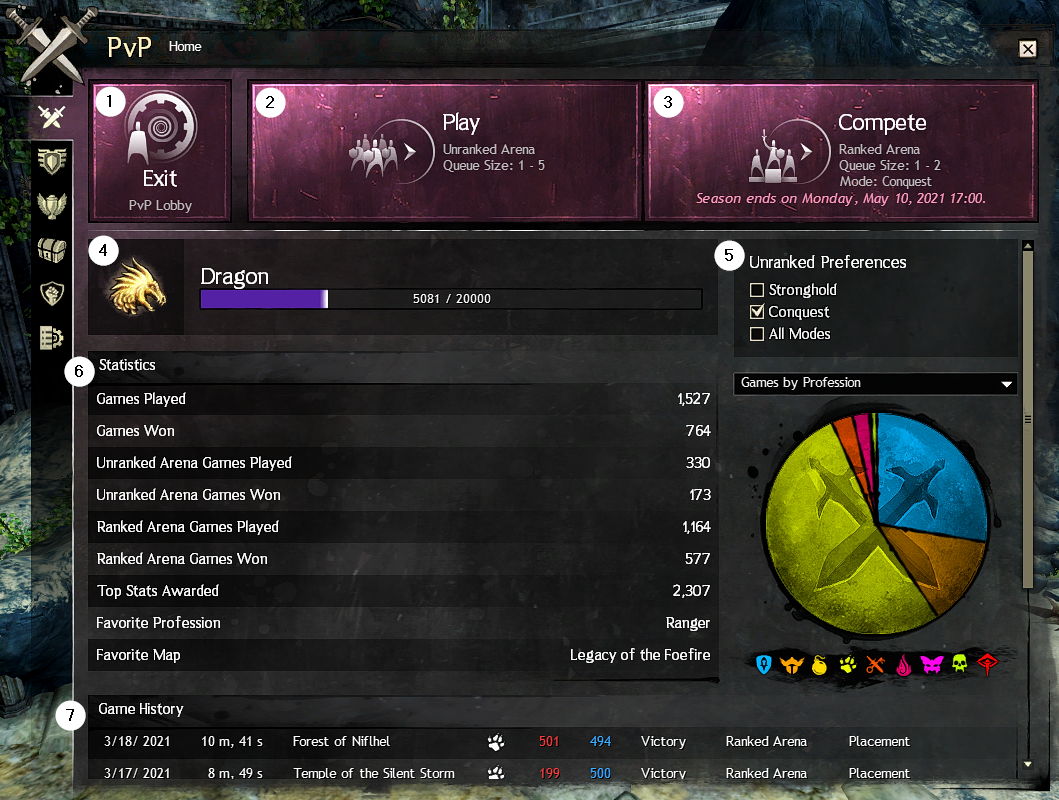 PvP Home
1
Exit
PvP Lobby
2
Play
Unranked Arena
Queue Size: 1 - 5
3
Compete
Ranked Arena
Queue Size: 1 - 2
Mode: Conquest
Season ends on Monday, May 10, 2021 17:00.
4
Dragon
5081 / 20000
5
Unranked Preferences
Stronghold
Conquest
All Modes
6
Statistics
Games Played 1,527
Games Won 764
Unranked Arena Games Played 330
Unranked Arena Games Won 173
Ranked Arena Games Played 1,164
Ranked Arena Games Won 577
Top Stats Awarded 2,307
Favorite Profession Ranger
Favorite Map Legacy of the Foefire
Games by Profession
7
Game History
3/18/ 2021 10 m, 41 s Forest of Niflhel 501 494 Victory Ranked Arena Placement
3/17/ 2021 8 m, 49 s Temple of the Silent Storm 199 500 Victory Ranked Arena Placement